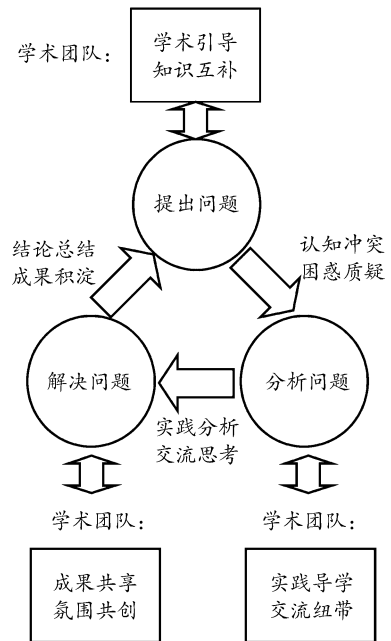 学术团队：
学术引导
知识互补
提出问题
结论总结
成果积淀
认知冲突
困惑质疑
解决问题
分析问题
实践分析
交流思考
学术团队：
学术团队：
成果共享
氛围共创
实践导学
交流纽带